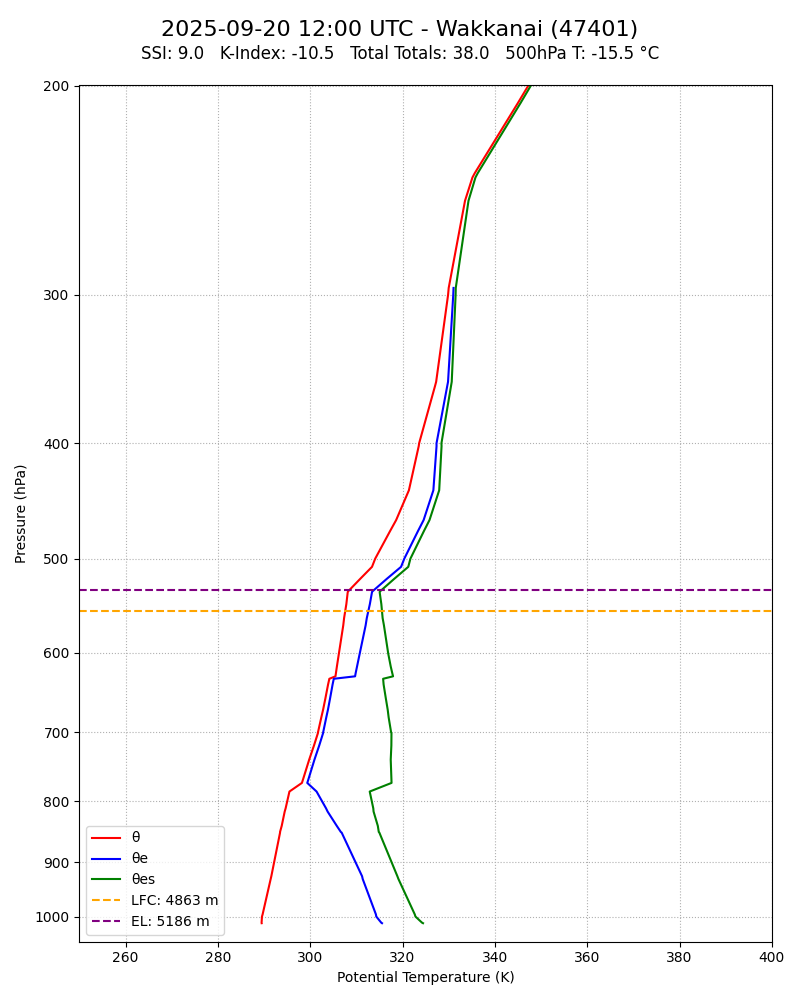 2025-09-20 12:00 UTC - Wakkanai (47401)
SSI: 9.0   K-Index: -10.5   Total Totals: 38.0   500hPa T: -15.5 °C
200
300
400
500
600
700
800
900
1000
Pressure (hPa)
θ
θe
θes
LFC: 4863 m
EL: 5186 m
260 280 300 320 340 360 380 400
Potential Temperature (K)